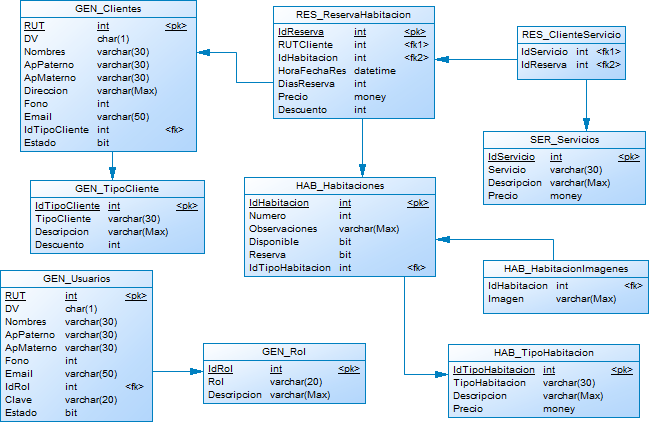 GEN_Clientes
RUT int <pk>
DV char(1)
Nombres varchar(30)
ApPaterno varchar(30)
ApMaterno varchar(30)
Direccion varchar(Max)
Fono int
Email varchar(50)
IdTipoCliente int <fk>
Estado bit
RES_ReservaHabitacion
IdReserva int <pk>
RUTCliente int <fk1>
IdHabitacion int <fk2>
HoraFechaRes datetime
DiasReserva int
Precio money
Descuento int
RES_ClienteServicio
IdServicio int <fk1>
IdReserva int <fk2>
SER_Servicios
IdServicio int <pk>
Servicio varchar(30)
Descripcion varchar(Max)
Precio money
GEN_TipoCliente
IdTipoCliente int <pk>
TipoCliente varchar(30)
Descripcion varchar(Max)
Descuento int
HAB_Habitaciones
IdHabitacion int <pk>
Numero int
Observaciones varchar(Max)
Disponible bit
Reserva bit
IdTipoHabitacion int <fk>
HAB_HabitacionImagenes
IdHabitacion int <fk>
Imagen varchar(Max)
GEN_Usuarios
RUT int <pk>
DV char(1)
Nombres varchar(30)
ApPaterno varchar(30)
ApMaterno varchar(30)
Fono int
Email varchar(50)
IdRol int <fk>
Clave varchar(20)
Estado bit
GEN_Rol
IdRol int <pk>
Rol varchar(20)
Descripcion varchar(Max)
HAB_TipoHabitacion
IdTipoHabitacion int <pk>
TipoHabitacion varchar(30)
Descripcion varchar(Max)
Precio money